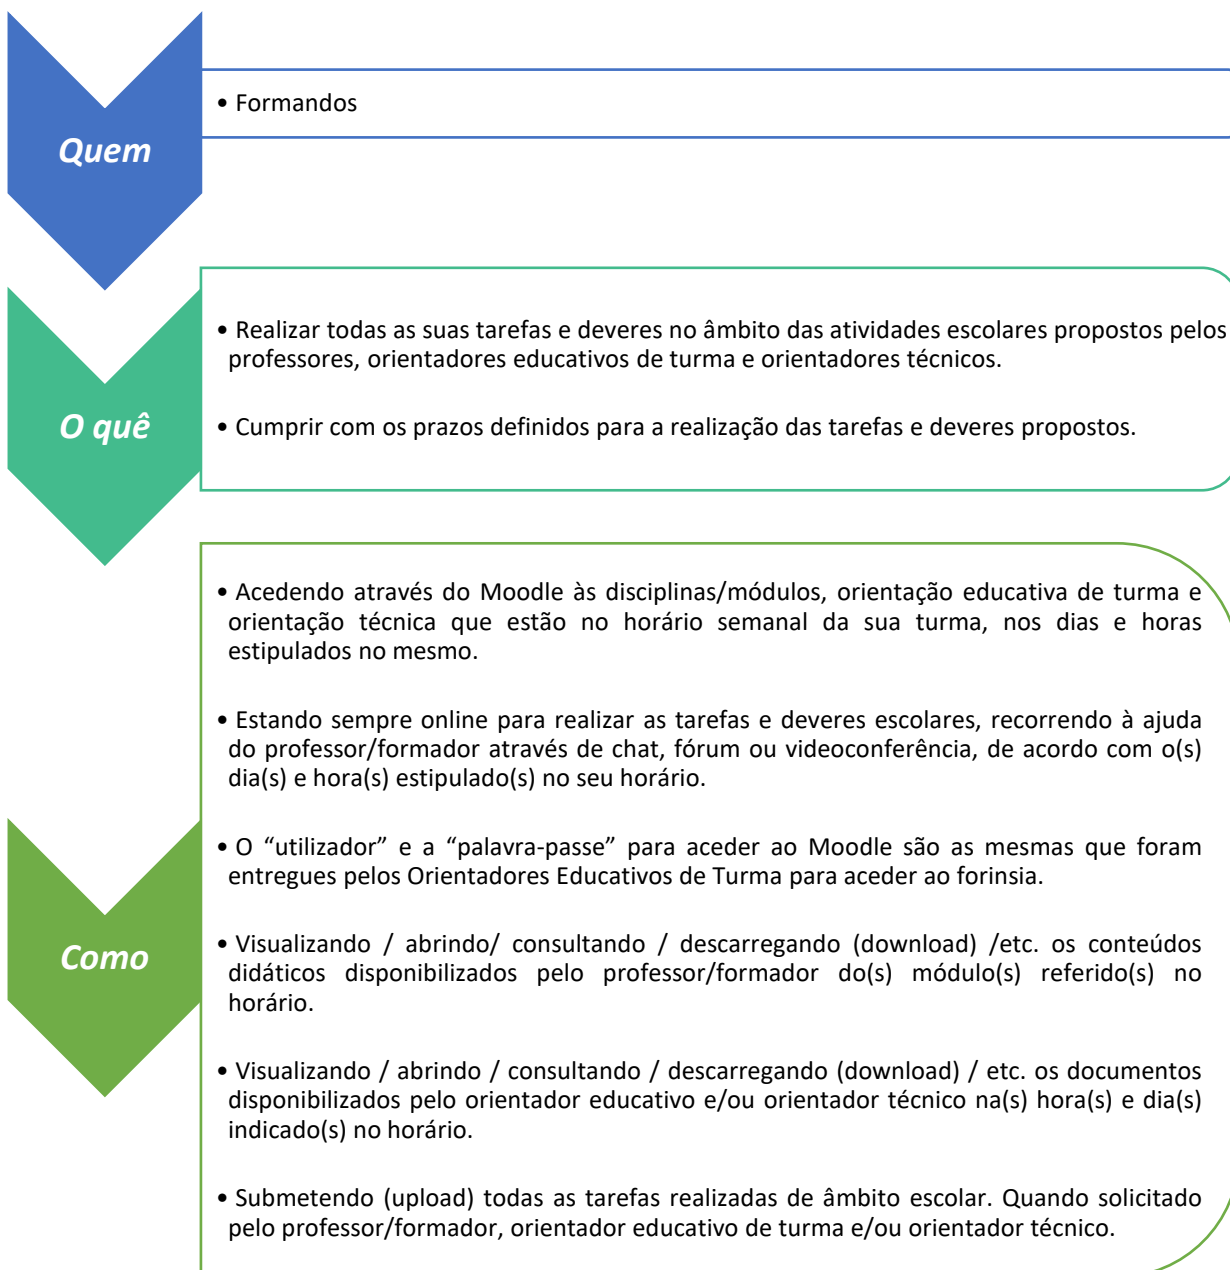 Quem
• Formandos
O quê
• Realizar todas as suas tarefas e deveres no âmbito das atividades escolares propostos pelos
professores, orientadores educativos de turma e orientadores técnicos.
• Cumprir com os prazos definidos para a realização das tarefas e deveres propostos.
Como
• Acedendo através do Moodle às disciplinas/módulos, orientação educativa de turma e
orientação técnica que estão no horário semanal da sua turma, nos dias e horas
estipulados no mesmo.
• Estando sempre online para realizar as tarefas e deveres escolares, recorrendo à ajuda
do professor/formador através de chat, fórum ou videoconferência, de acordo com o(s)
dia(s) e hora(s) estipulado(s) no seu horário.
• O “utilizador” e a “palavra-passe” para aceder ao Moodle são as mesmas que foram
entregues pelos Orientadores Educativos de Turma para aceder ao forinsia.
• Visualizando / abrindo/ consultando / descarregando (download) /etc. os conteúdos
didáticos disponibilizados pelo professor/formador do(s) módulo(s) referido(s) no
horário.
• Visualizando / abrindo / consultando / descarregando (download) / etc. os documentos
disponibilizados pelo orientador educativo e/ou orientador técnico na(s) hora(s) e dia(s)
indicado(s) no horário.
• Submetendo (upload) todas as tarefas realizadas de âmbito escolar. Quando solicitado
pelo professor/formador, orientador educativo de turma e/ou orientador técnico.